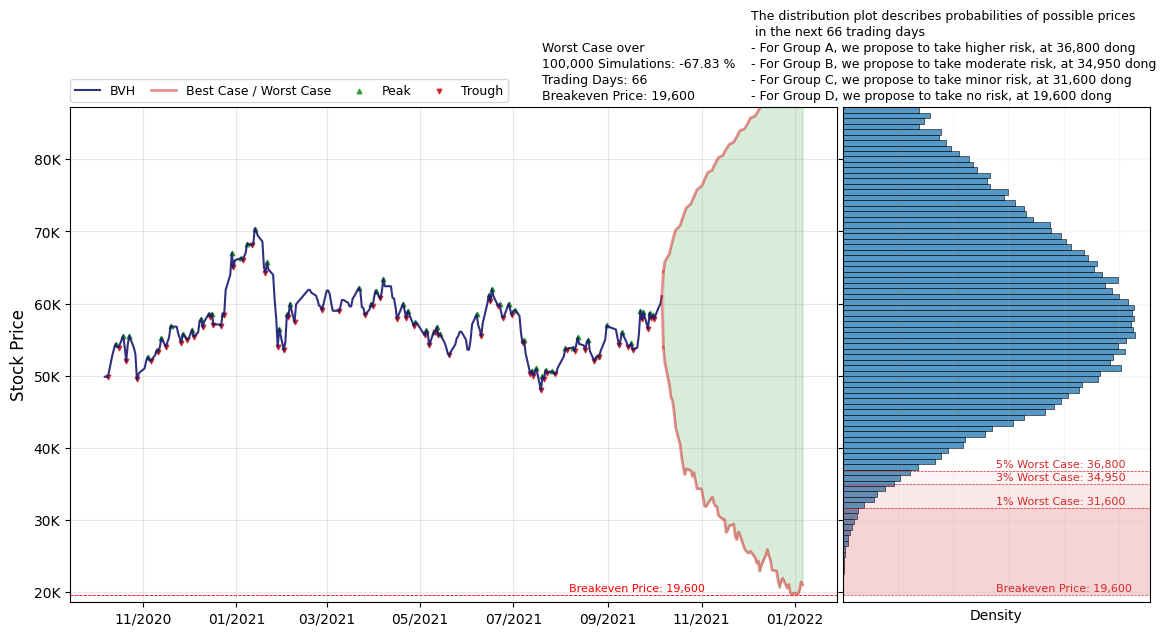 The distribution plot describes probabilities of possible prices
in the next 66 trading days
- For Group A, we propose to take higher risk, at 36,800 dong
- For Group B, we propose to take moderate risk, at 34,950 dong
- For Group C, we propose to take minor risk, at 31,600 dong
- For Group D, we propose to take no risk, at 19,600 dong
Worst Case over
100,000 Simulations: -67.83 %
Trading Days: 66
Breakeven Price: 19,600
BVH
Best Case / Worst Case
Peak
Trough
Stock Price
80K
70K
60K
50K
40K
30K
20K
Breakeven Price: 19,600
11/2020
01/2021
03/2021
05/2021
07/2021
09/2021
11/2021
01/2022
5% Worst Case: 36,800
3% Worst Case: 34,950
1% Worst Case: 31,600
Breakeven Price: 19,600
Density